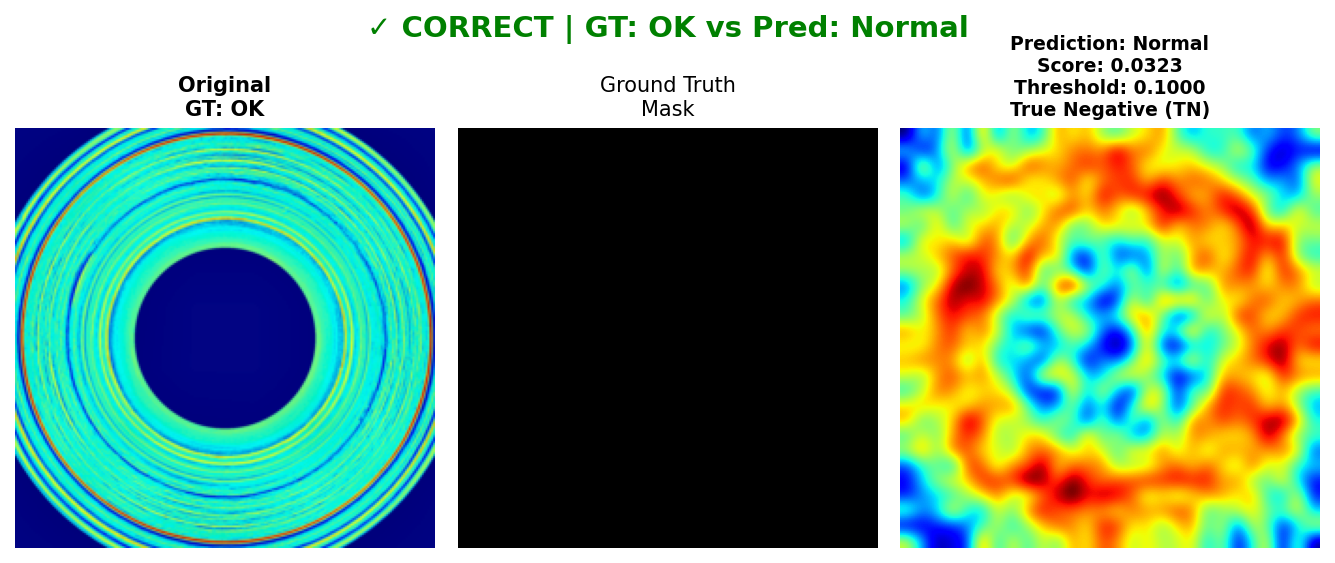 ✓ CORRECT | GT: OK vs Pred: Normal
Original
GT: OK
Ground Truth
Mask
Prediction: Normal
Score: 0.0323
Threshold: 0.1000
True Negative (TN)